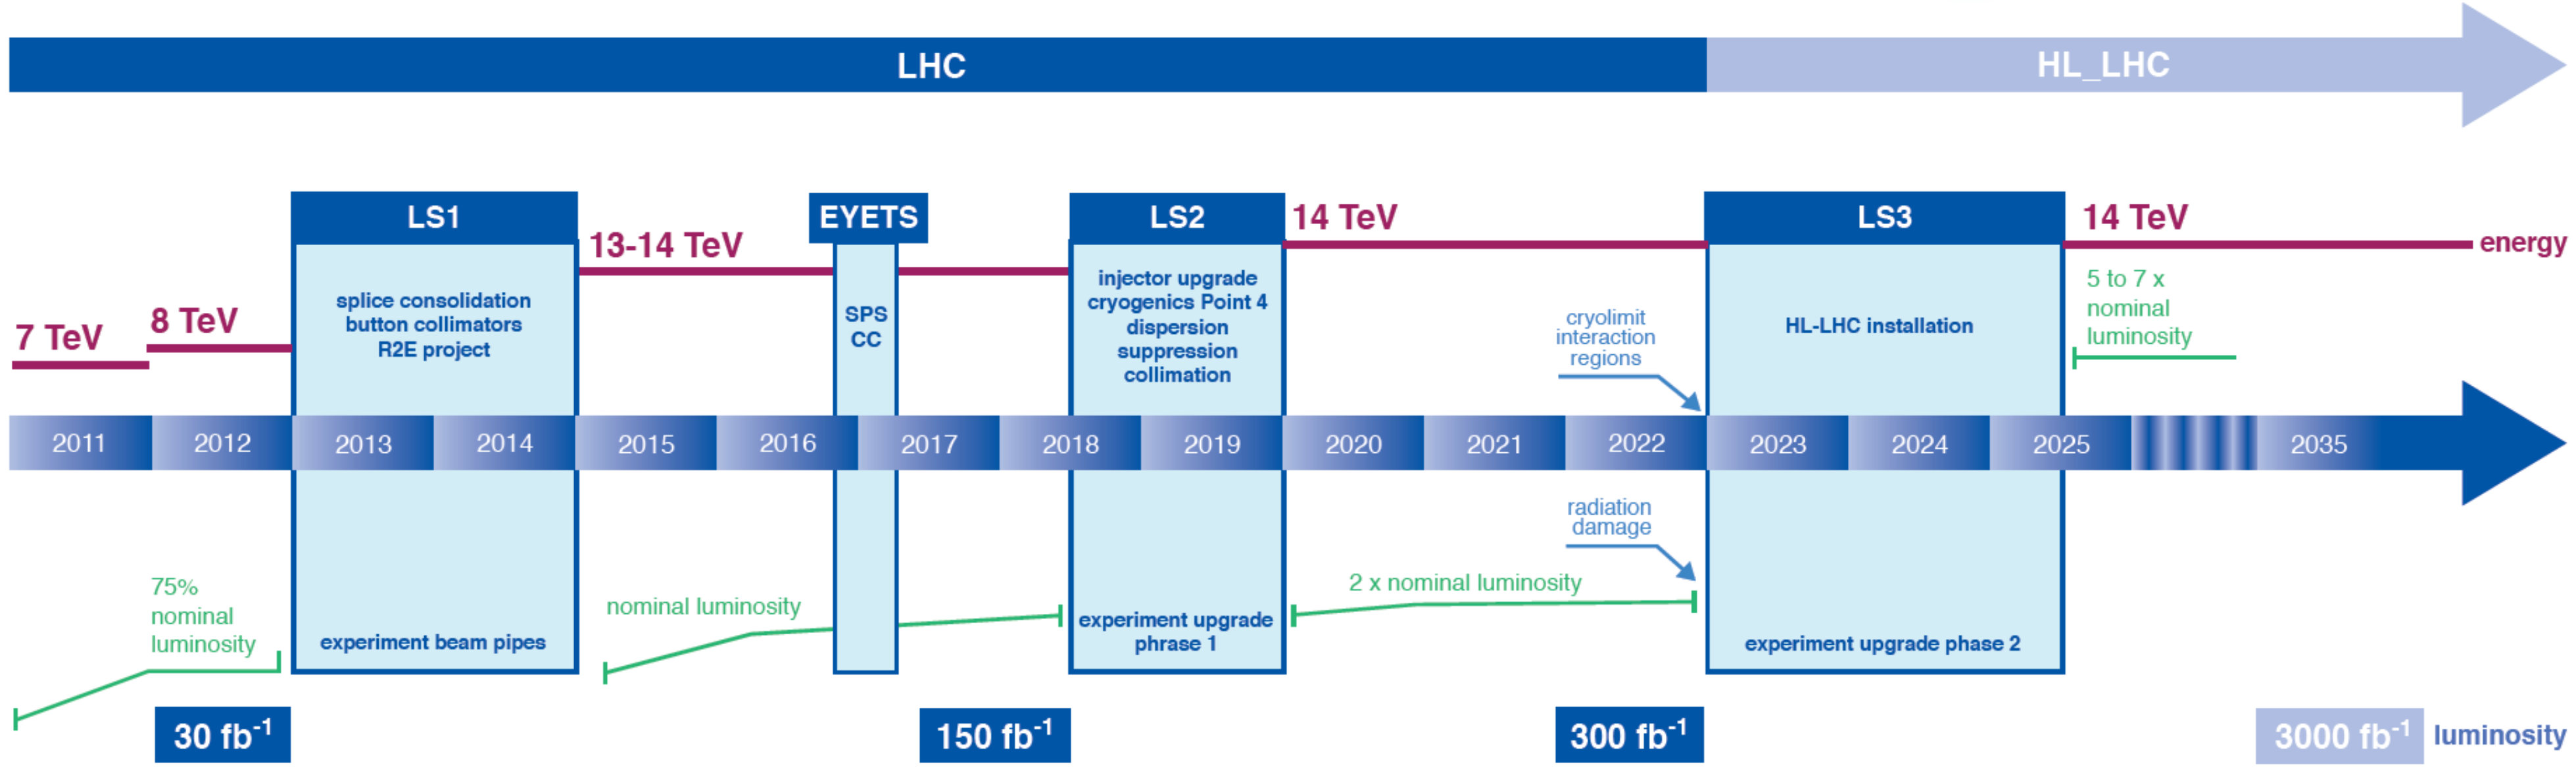 LHC
HL_LHC
LS1
EYETS
LS2
14 TeV
LS3
14 TeV
energy
13-14 TeV
7 TeV
8 TeV
splice consolidation
button collimators
R2E project
SPS
CC
injector upgrade
cryogenics Point 4
dispersion
suppression
collimation
cryolimit
interaction
regions
HL-LHC installation
5 to 7 x
nominal
luminosity
2011
2012
2013
2014
2015
2016
2017
2018
2019
2020
2021
2022
2023
2024
2025
2035
75%
nominal
luminosity
experiment beam pipes
nominal luminosity
experiment upgrade
phrase 1
2 x nominal luminosity
radiation
damage
experiment upgrade phase 2
30 fb⁻¹
150 fb⁻¹
300 fb⁻¹
3000 fb⁻¹
luminosity